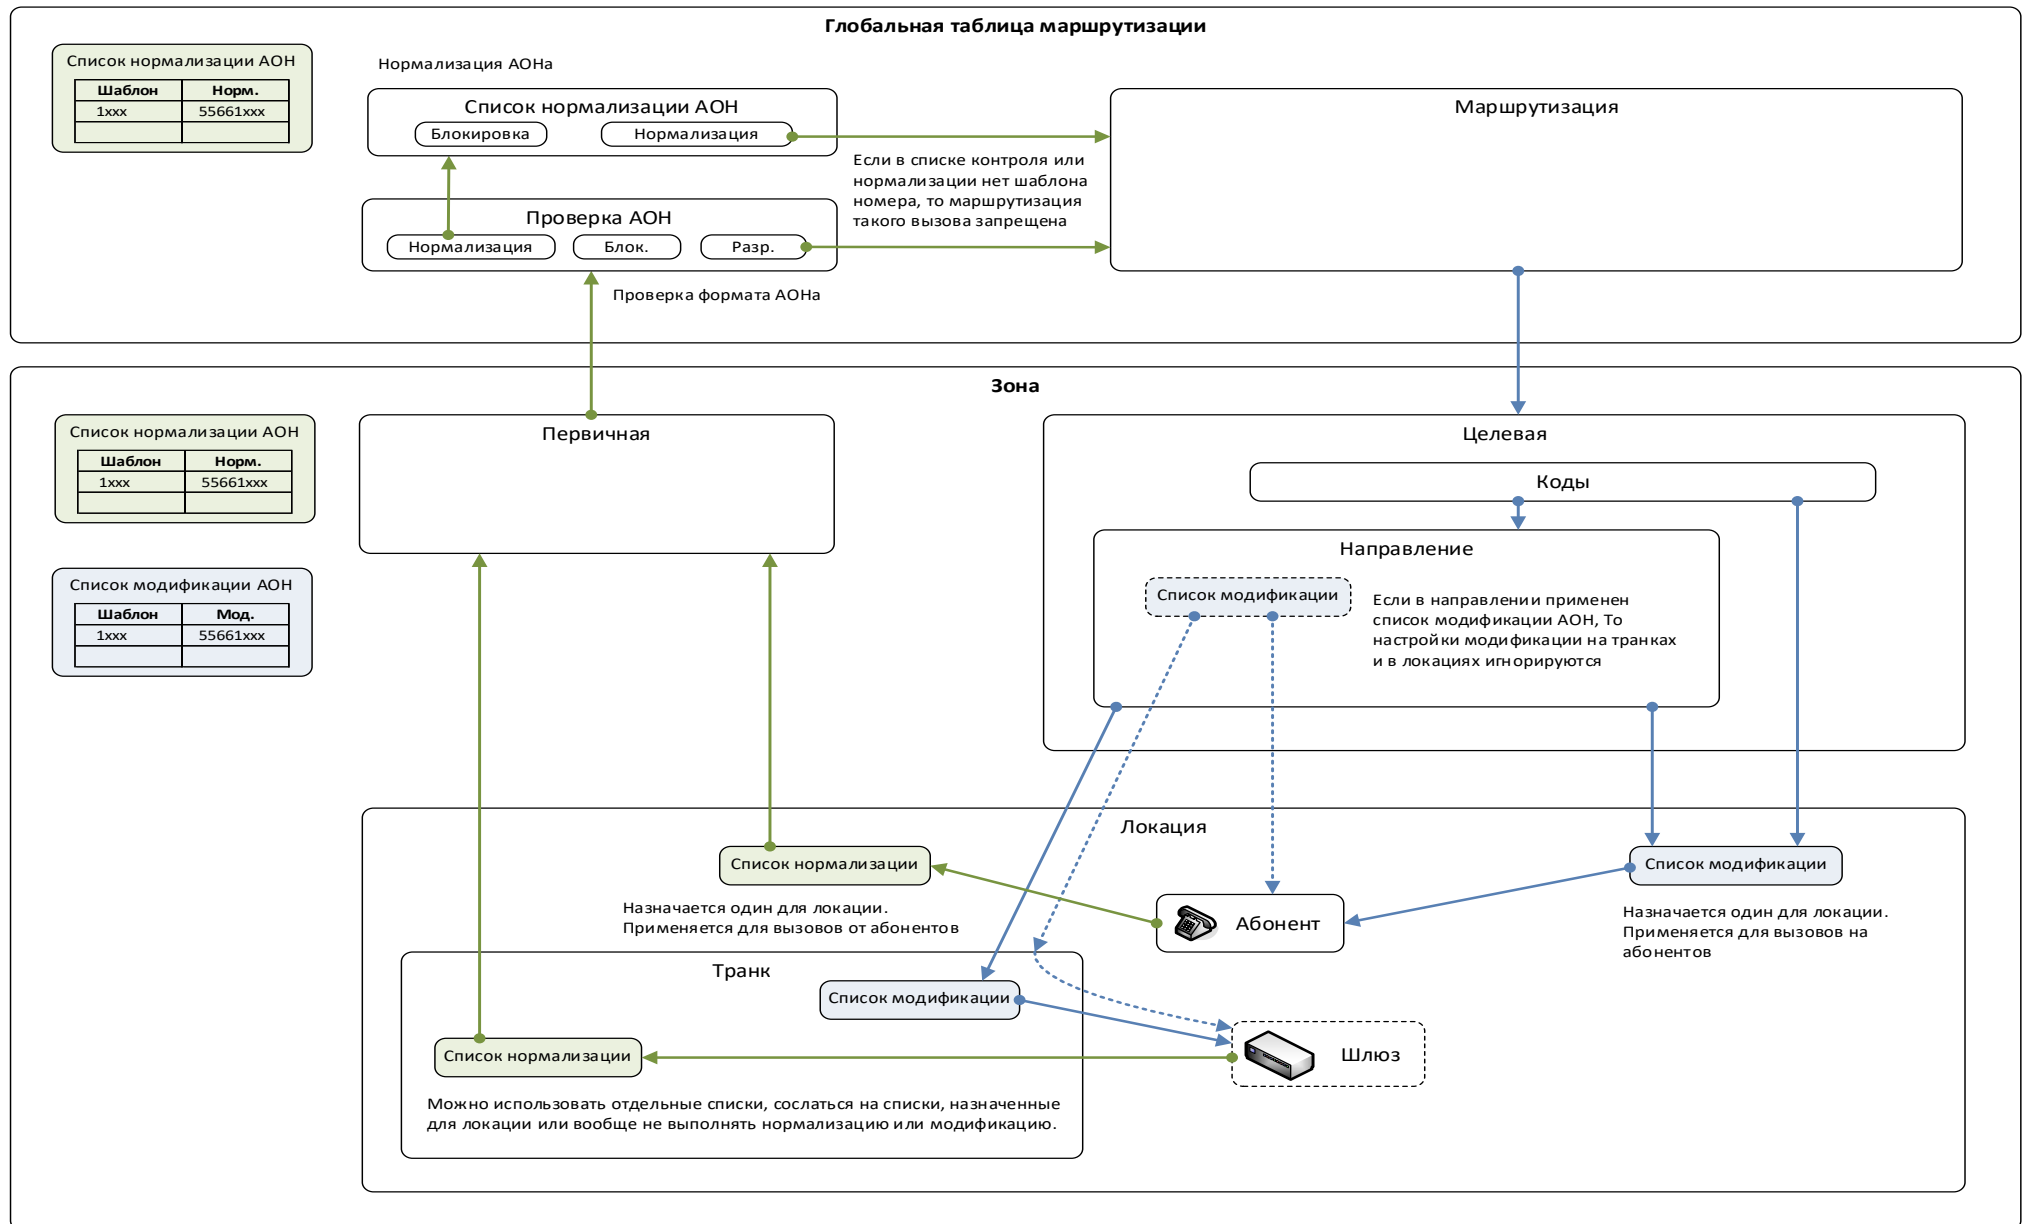 Глобальная таблица маршрутизации
Список нормализации АОН
Шаблон Норм.
1xxx 55661xxx
Нормализация АОНа
Список нормализации АОН
Блокировка Нормализация
Маршрутизация
Если в списке контроля или
нормализации нет шаблона
номера, то маршрутизация
такого вызова запрещена
Проверка АОН
Нормализация Блок. Разр.
Проверка формата АОНа
Зона
Список нормализации АОН
Шаблон Норм.
1xxx 55661xxx
Первичная
Целевая
Коды
Направление
Список модификации
Если в направлении применен
список модификации АОН, То
настройки модификации на транках
и в локациях игнорируются
Список модификации АОН
Шаблон Мод.
1xxx 55661xxx
Локация
Список нормализации
Список модификации
Назначается один для локации.
Применяется для вызовов от абонентов
Абонент
Назначается один для локации.
Применяется для вызовов на
абонентов
Транк
Список модификации
Список нормализации
Шлюз
Можно использовать отдельные списки, сослаться на списки, назначенные
для локации или вообще не выполнять нормализацию или модификацию.